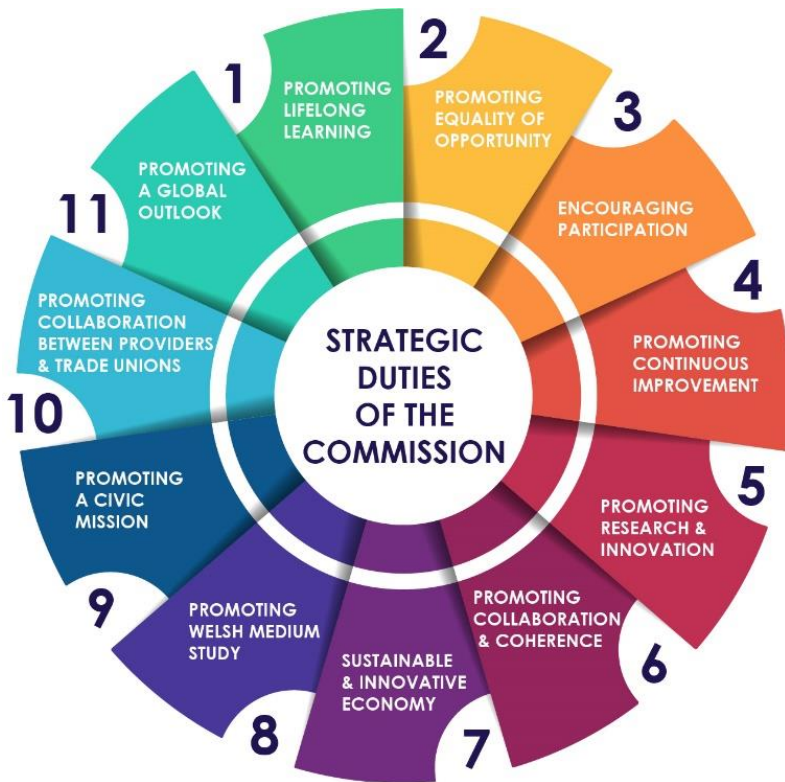 STRATEGIC
DUTIES
OF THE
COMMISSION
1
PROMOTING
LIFELONG
LEARNING
2
PROMOTING
EQUALITY OF
OPPORTUNITY
3
ENCOURAGING
PARTICIPATION
4
PROMOTING
CONTINUOUS
IMPROVEMENT
5
PROMOTING
RESEARCH &
INNOVATION
6
PROMOTING
COLLABORATION
& COHERENCE
7
SUSTAINABLE
& INNOVATIVE
ECONOMY
8
PROMOTING
WELSH MEDIUM
STUDY
9
PROMOTING
A CIVIC
MISSION
10
PROMOTING
COLLABORATION
BETWEEN PROVIDERS
& TRADE UNIONS
11
PROMOTING
A GLOBAL
OUTLOOK